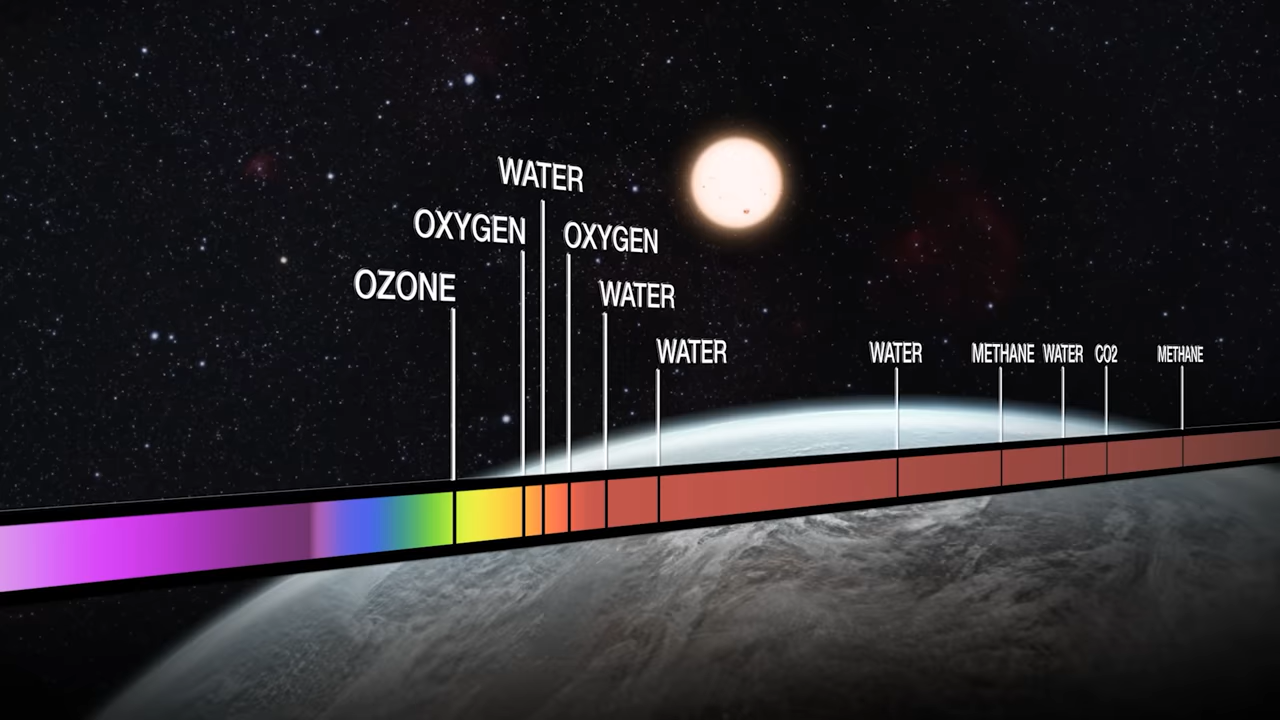 WATER
OXYGEN
OXYGEN
OZONE
WATER
WATER
WATER
METHANE
WATER
CO2
METHANE